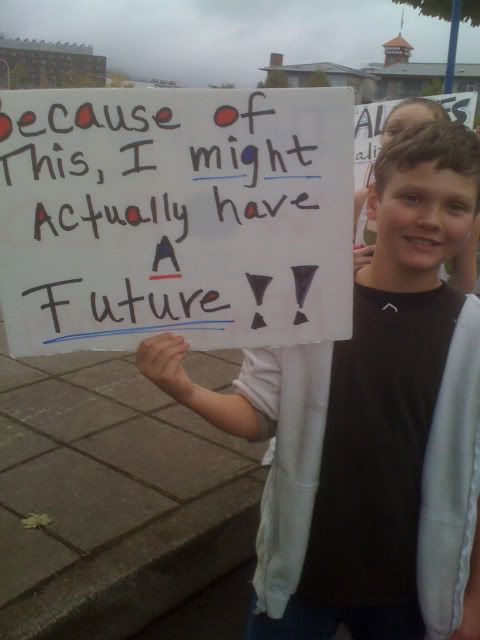 Because of
This, I might
Actually have
A
Future !!